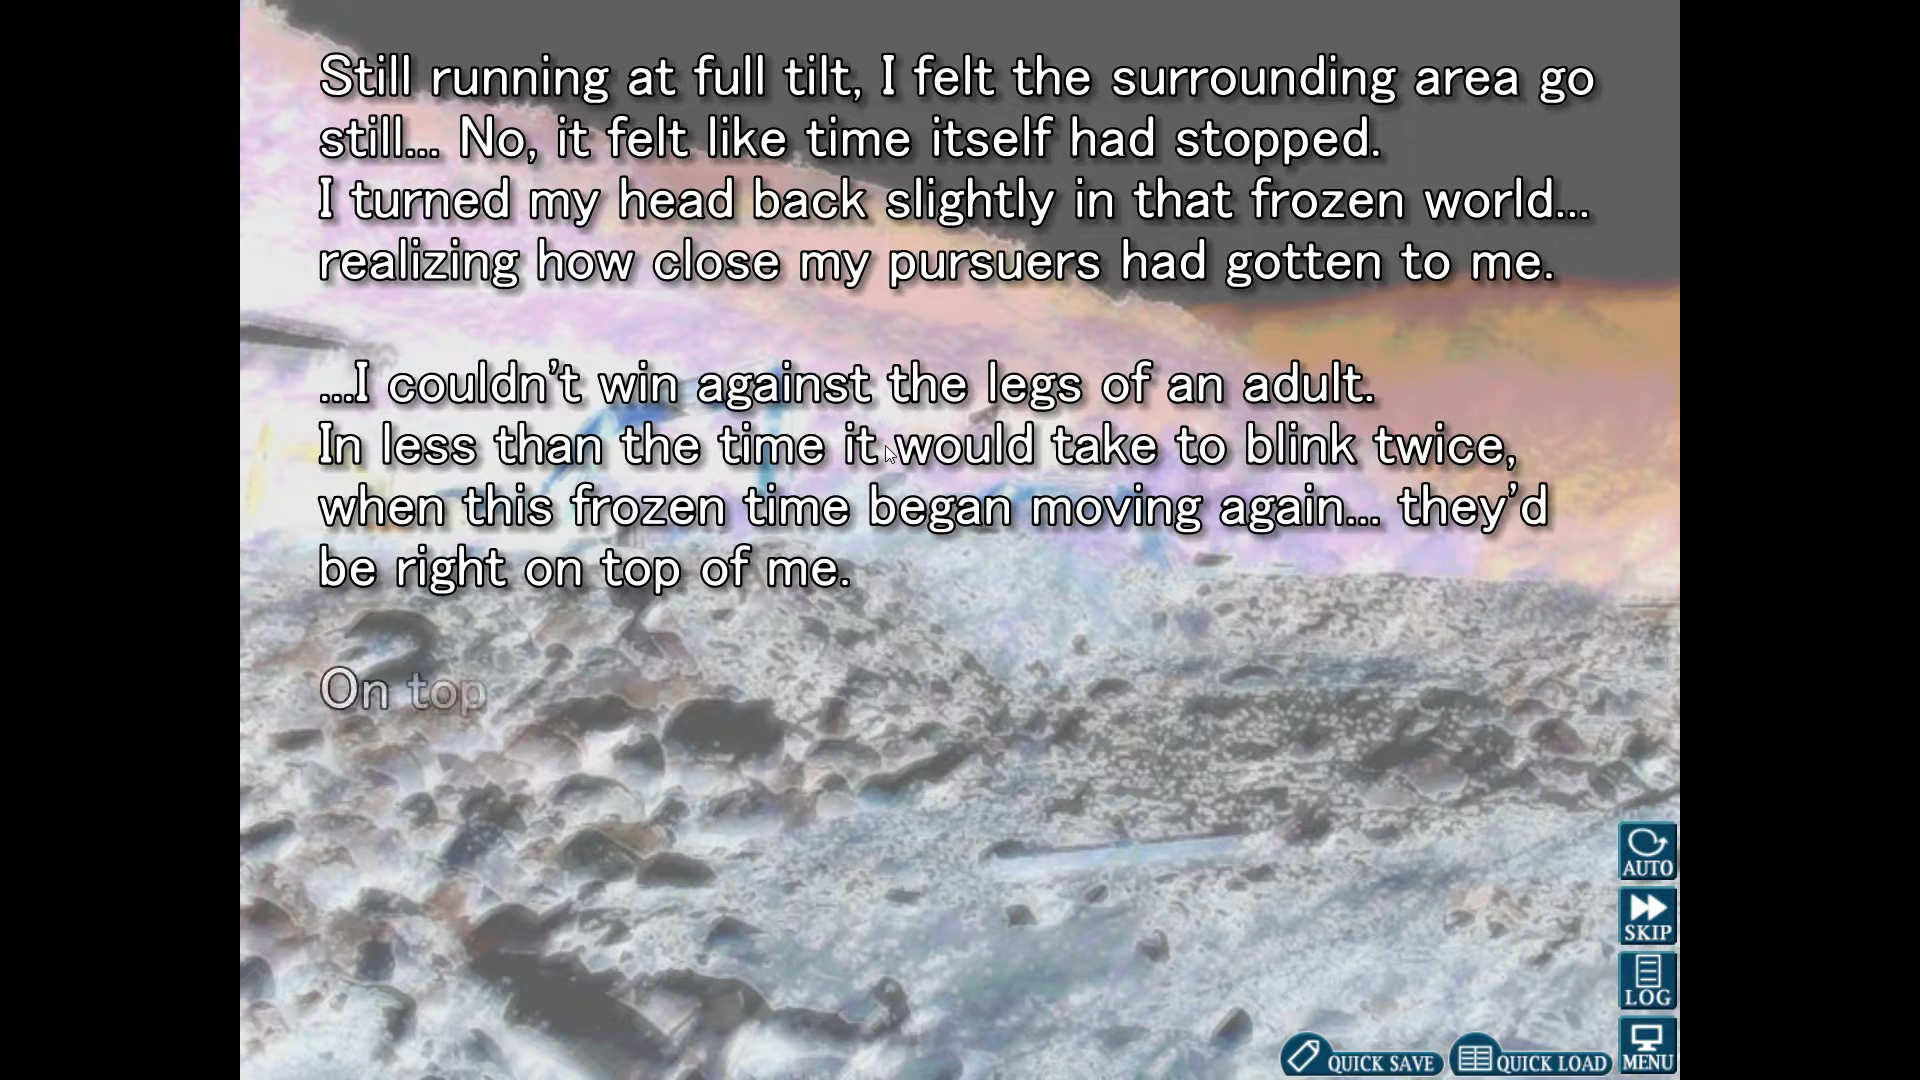 Still running at full tilt, I felt the surrounding area go
still... No, it felt like time itself had stopped.
I turned my head back slightly in that frozen world...
realizing how close my pursuers had gotten to me.
...I couldn't win against the legs of an adult.
In less than the time it would take to blink twice,
when this frozen time began moving again... they'd
be right on top of me.
On top
AUTO
SKIP
LOG
MENU
QUICK SAVE
QUICK LOAD